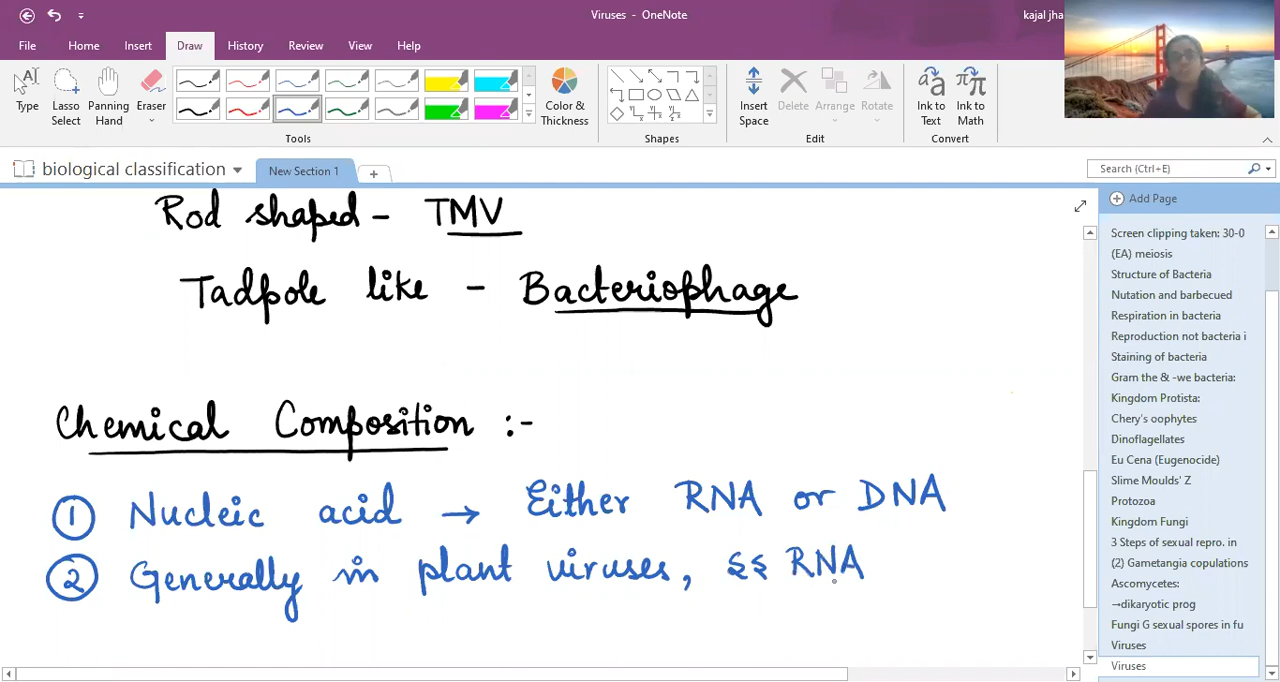 Viruses - OneNote
kajal jha
File Home Insert Draw History Review View Help
Type
Lasso Select
Panning Hand
Eraser
Color & Thickness
Insert Space
Delete
Arrange
Rotate
Ink to Text
Ink to Math
Tools
Shapes
Edit
Convert
biological classification
New Section 1
Search (Ctrl+E)
Rod shaped - TMV
Tadpole like - Bacteriophage
Chemical Composition :-
① Nucleic acid → Either RNA or DNA
② Generally in plant viruses, ss RNA
Add Page
Screen clipping taken: 30-0
(EA) meiosis
Structure of Bacteria
Nutation and barbecued
Respiration in bacteria
Reproduction not bacteria i
Staining of bacteria
Gram the & -we bacteria:
Kingdom Protista:
Chery's oophytes
Dinoflagellates
Eu Cena (Eugenocide)
Slime Moulds' Z
Protozoa
Kingdom Fungi
3 Steps of sexual repro. in
(2) Gametangia copulations
Ascomycetes:
→dikaryotic prog
Fungi G sexual spores in fu
Viruses
Viruses